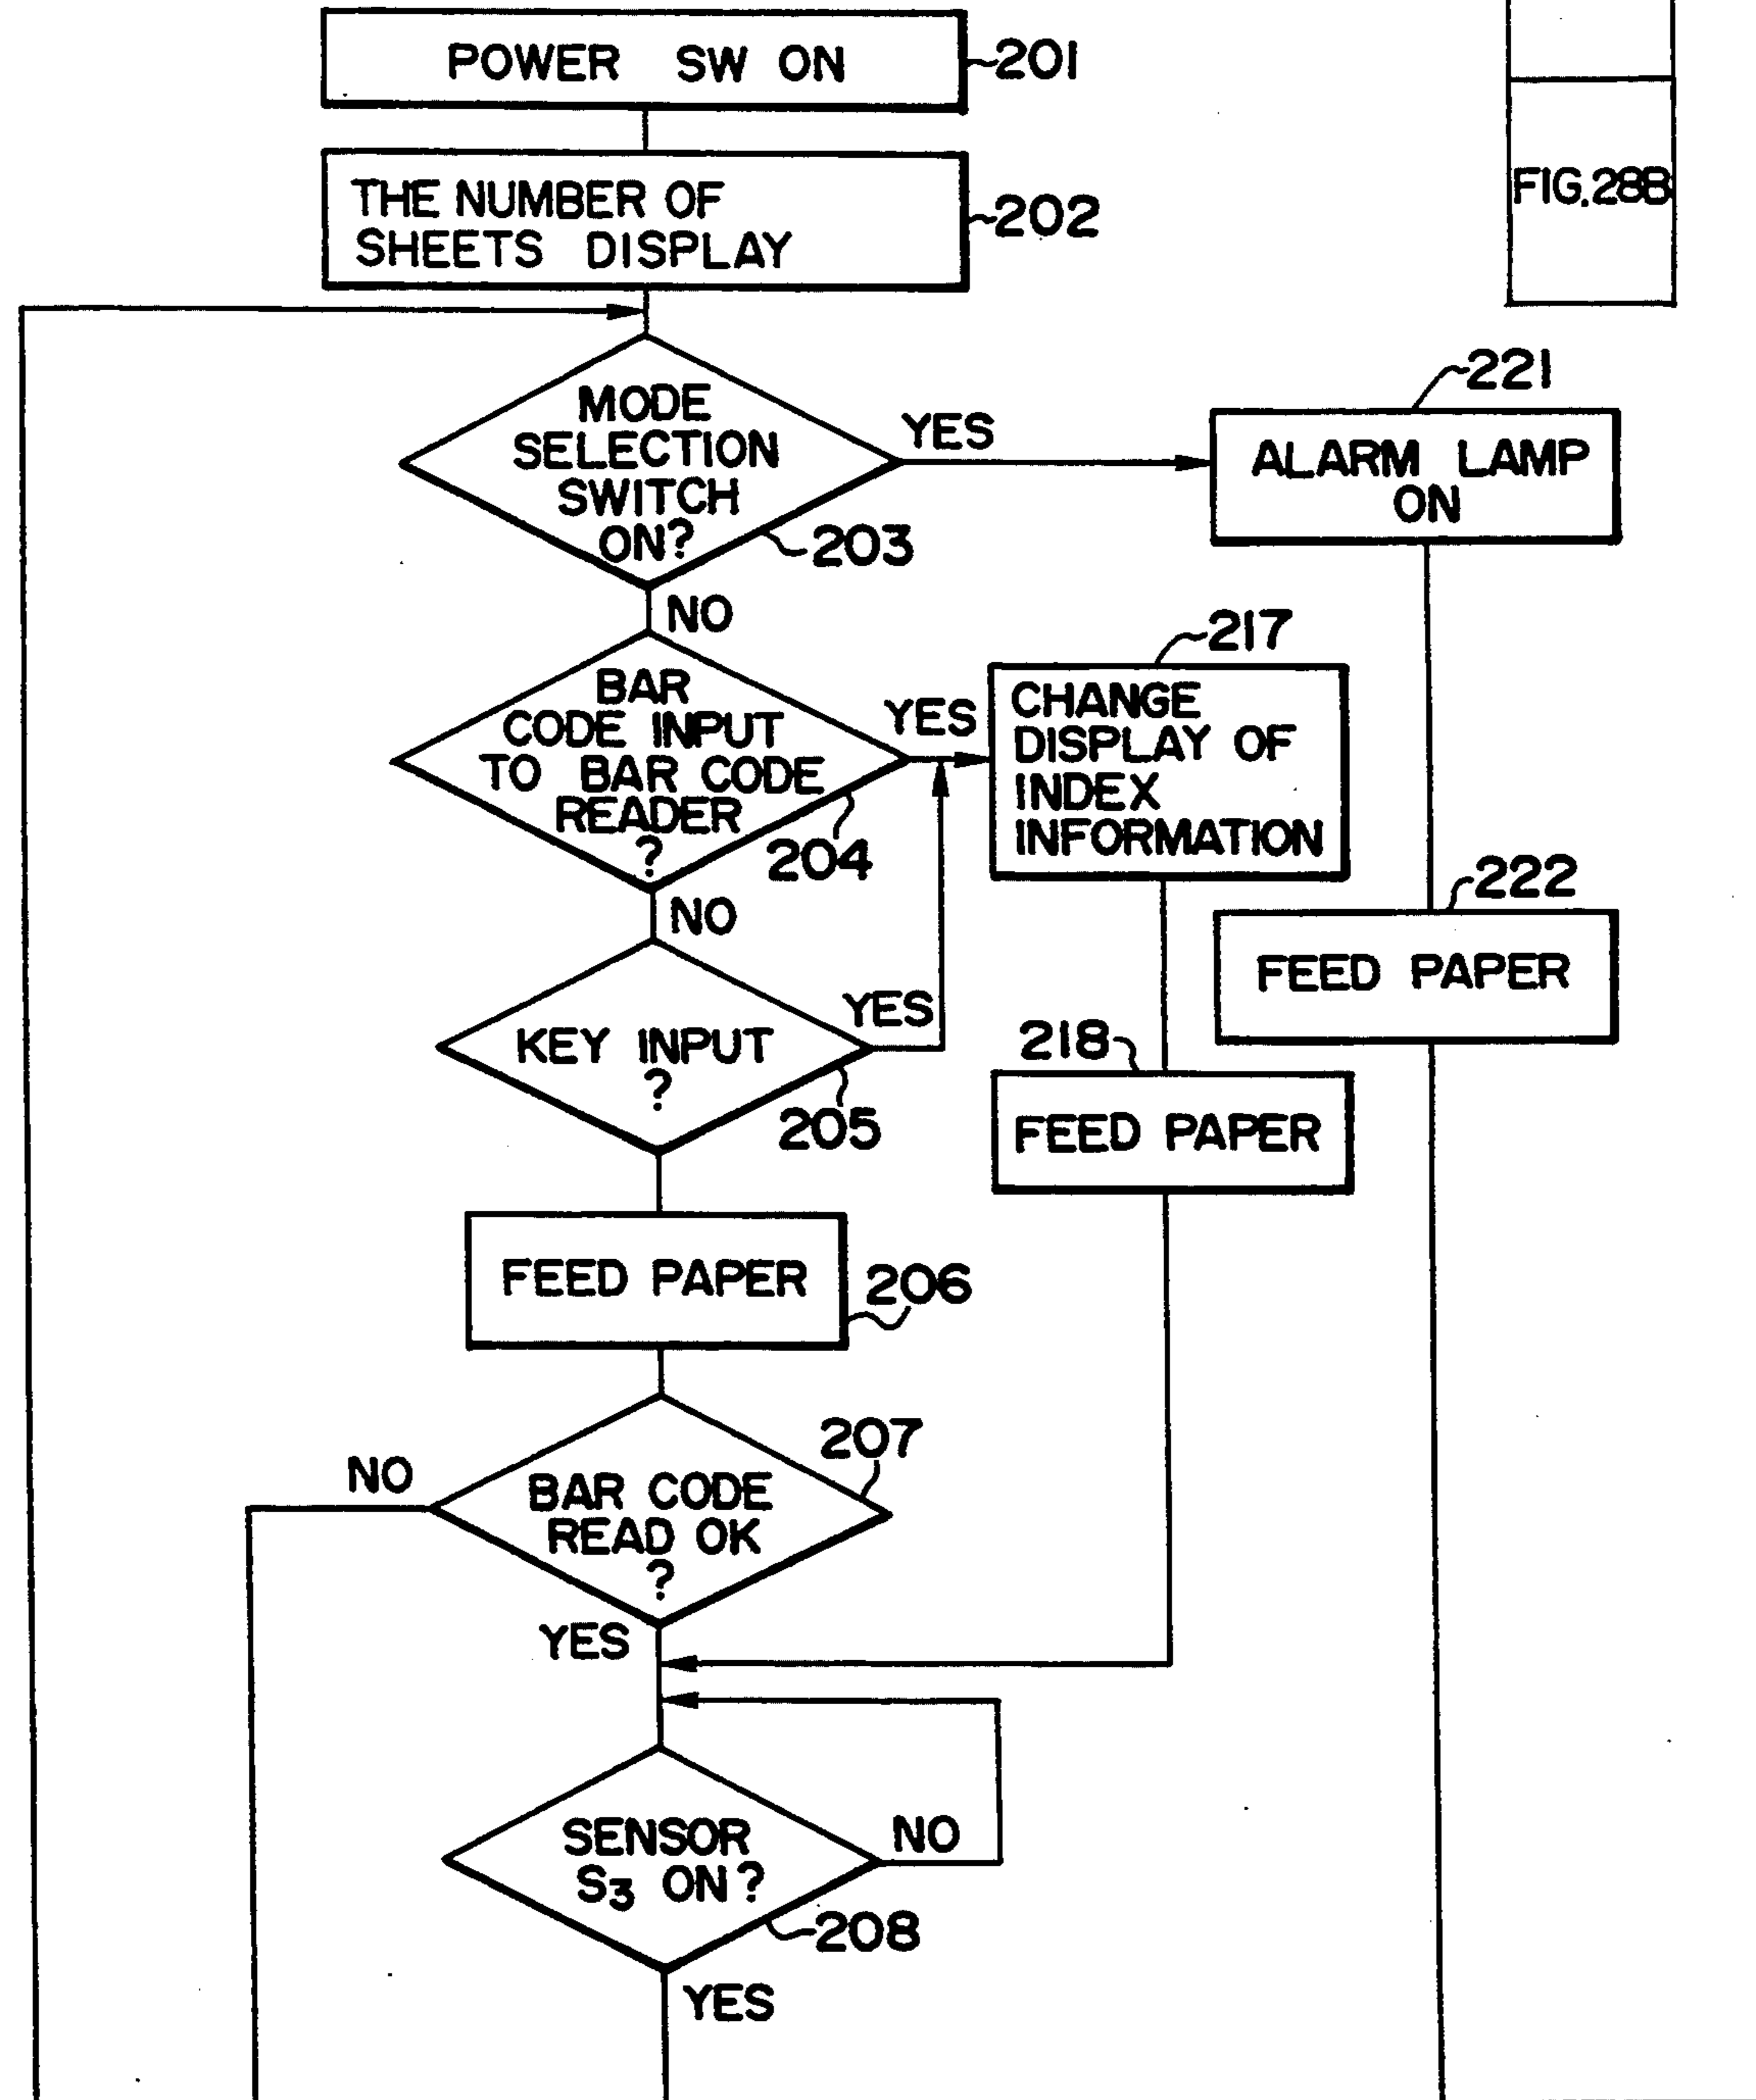 POWER SW ON
201
THE NUMBER OF
SHEETS DISPLAY
202
FIG.28B
MODE
SELECTION
SWITCH
ON?
203
YES
221
ALARM LAMP
ON
NO
BAR
CODE INPUT
TO BAR CODE
READER
?
204
YES
217
CHANGE
DISPLAY OF
INDEX
INFORMATION
222
FEED PAPER
NO
KEY INPUT
?
205
YES
218
FEED PAPER
FEED PAPER
206
207
NO
BAR CODE
READ OK
?
YES
SENSOR
S3 ON?
NO
208
YES